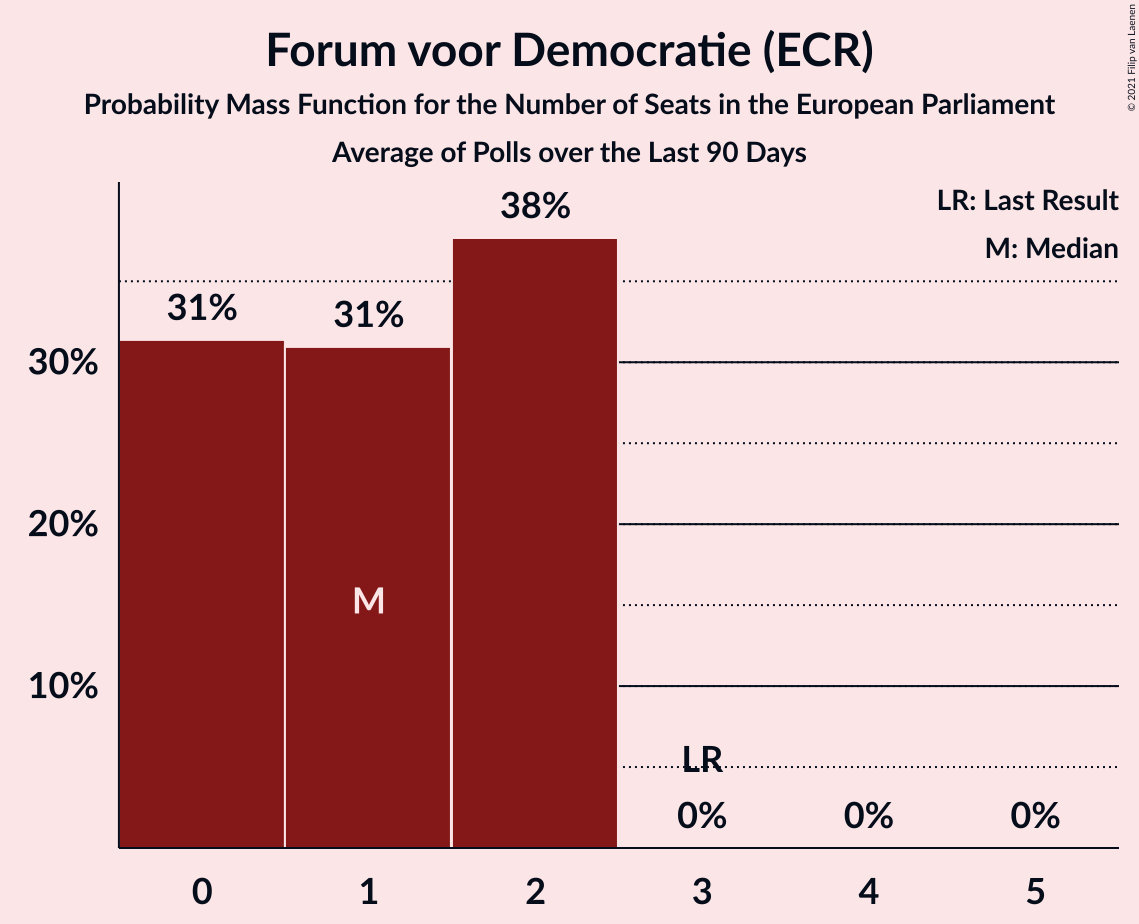 Forum voor Democratie (ECR)
Probability Mass Function for the Number of Seats in the European Parliament
Average of Polls over the Last 90 Days
© 2021 Filip van Laenen
LR: Last Result
M: Median
38%
31%
31%
30%
20%
M
10%
LR
0%
0%
0%
0
1
2
3
4
5